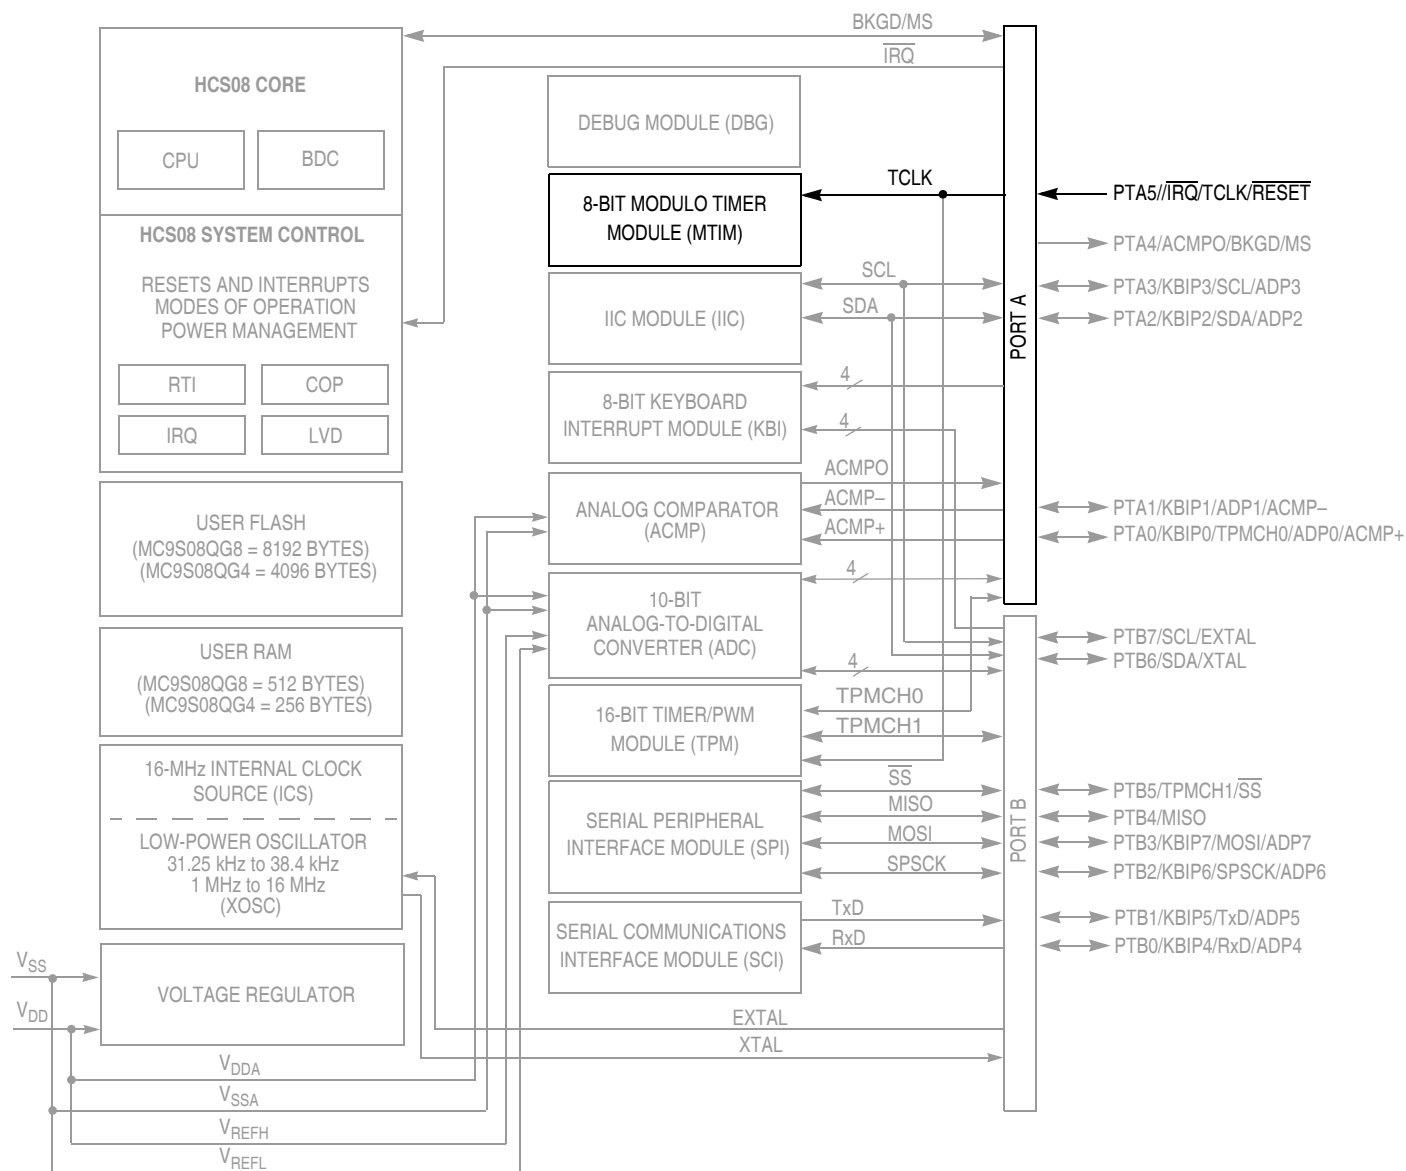 BKGD/MS
IRQ
HCS08 CORE
CPU
BDC
HCS08 SYSTEM CONTROL
RESETS AND INTERRUPTS
MODES OF OPERATION
POWER MANAGEMENT
RTI
COP
IRQ
LVD
USER FLASH
(MC9S08QG8 = 8192 BYTES)
(MC9S08QG4 = 4096 BYTES)
USER RAM
(MC9S08QG8 = 512 BYTES)
(MC9S08QG4 = 256 BYTES)
16-MHz INTERNAL CLOCK
SOURCE (ICS)
LOW-POWER OSCILLATOR
31.25 kHz to 38.4 kHz
1 MHz to 16 MHz
(XOSC)
VSS
VDD
VOLTAGE REGULATOR
VDDA
VSSA
VREFH
VREFL
DEBUG MODULE (DBG)
8-BIT MODULO TIMER
MODULE (MTIM)
TCLK
IIC MODULE (IIC)
SCL
SDA
8-BIT KEYBOARD
INTERRUPT MODULE (KBI)
4
4
ANALOG COMPARATOR
(ACMP)
ACMPO
ACMP–
ACMP+
10-BIT
ANALOG-TO-DIGITAL
CONVERTER (ADC)
4
4
16-BIT TIMER/PWM
MODULE (TPM)
TPMCH0
TPMCH1
SERIAL PERIPHERAL
INTERFACE MODULE (SPI)
SS
MISO
MOSI
SPSCK
SERIAL COMMUNICATIONS
INTERFACE MODULE (SCI)
TxD
RxD
EXTAL
XTAL
PORT A
PORT B
PTA5//IRQ/TCLK/RESET
PTA4/ACMPO/BKGD/MS
PTA3/KBIP3/SCL/ADP3
PTA2/KBIP2/SDA/ADP2
PTA1/KBIP1/ADP1/ACMP–
PTA0/KBIP0/TPMCH0/ADP0/ACMP+
PTB7/SCL/EXTAL
PTB6/SDA/XTAL
PTB5/TPMCH1/SS
PTB4/MISO
PTB3/KBIP7/MOSI/ADP7
PTB2/KBIP6/SPSCK/ADP6
PTB1/KBIP5/TxD/ADP5
PTB0/KBIP4/RxD/ADP4